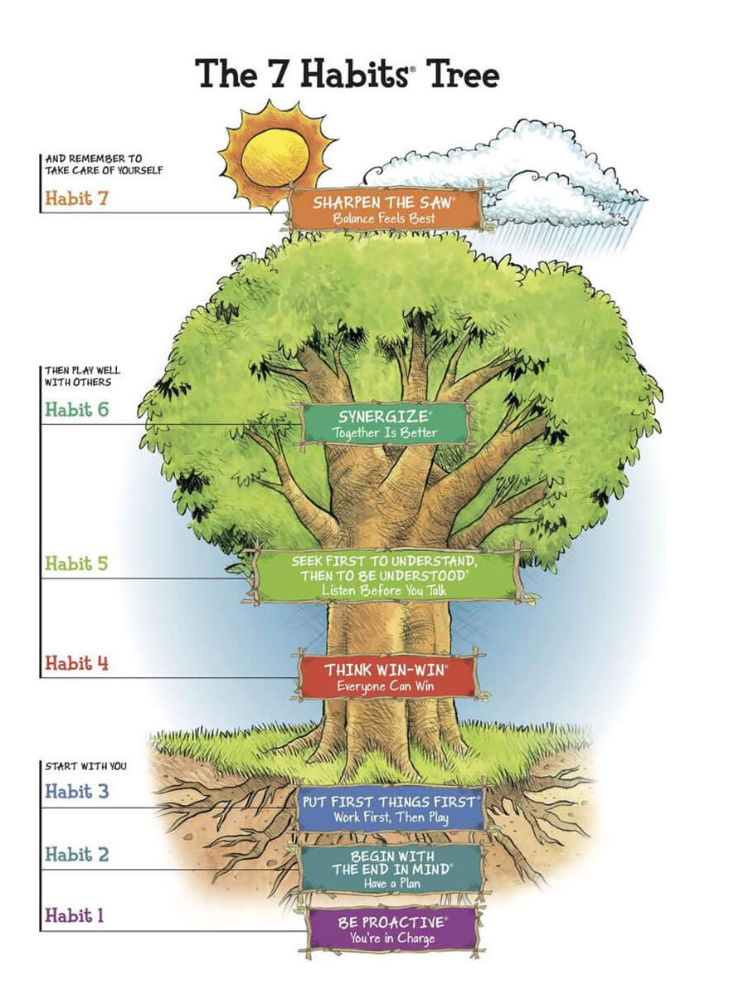 The 7 Habits® Tree
AND REMEMBER TO
TAKE CARE OF YOURSELF
Habit 7
SHARPEN THE SAW®
Balance Feels Best
THEN PLAY WELL
WITH OTHERS
Habit 6
SYNERGIZE®
Together Is Better
Habit 5
SEEK FIRST TO UNDERSTAND,
THEN TO BE UNDERSTOOD®
Listen Before You Talk
Habit 4
THINK WIN-WIN®
Everyone Can Win
START WITH YOU
Habit 3
PUT FIRST THINGS FIRST®
Work First, Then Play
Habit 2
BEGIN WITH
THE END IN MIND®
Have a Plan
Habit 1
BE PROACTIVE®
You're in Charge